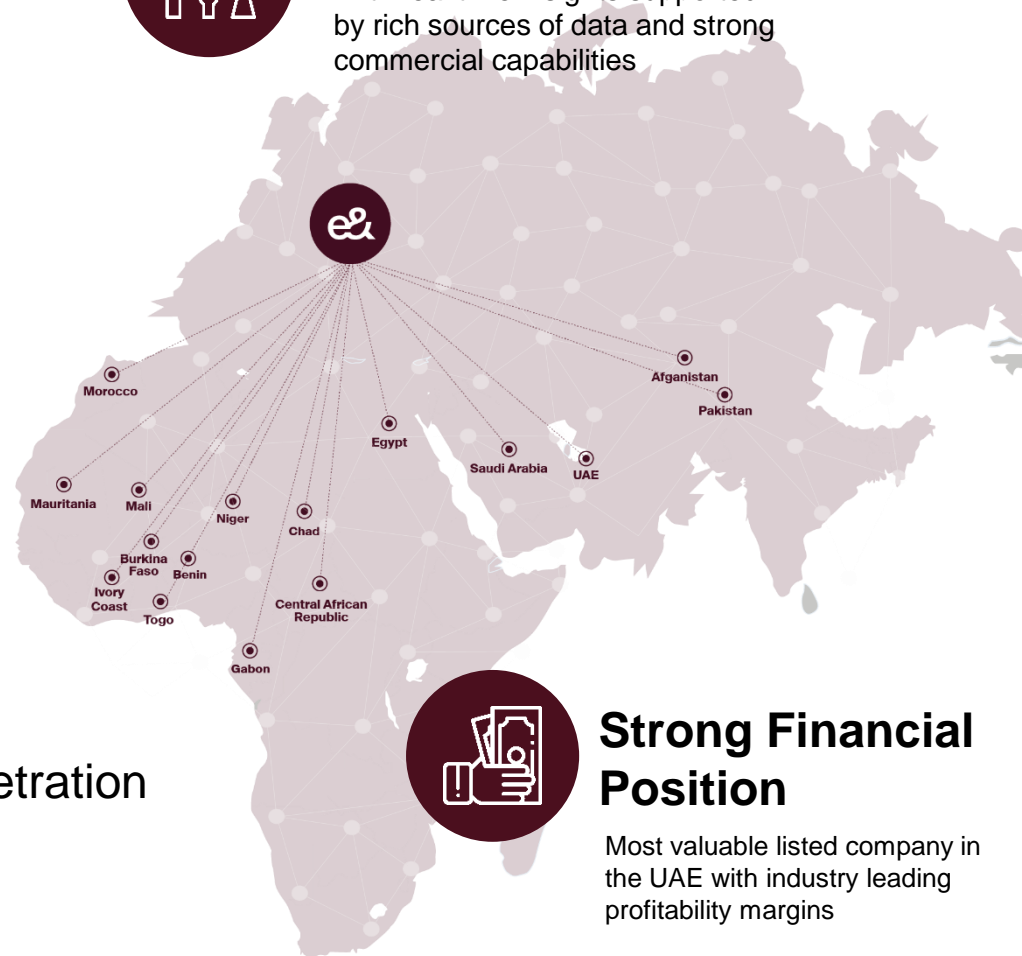 by rich sources of data and strong
commercial capabilities
e&
Morocco
Afganistan
Pakistan
Egypt
Saudi Arabia
UAE
Mauritania
Mali
Niger
Chad
Burkina
Faso
Benin
Ivory
Coast
Togo
Central African
Republic
Gabon
Strong Financial
Position
etration
Most valuable listed company in
the UAE with industry leading
profitability margins